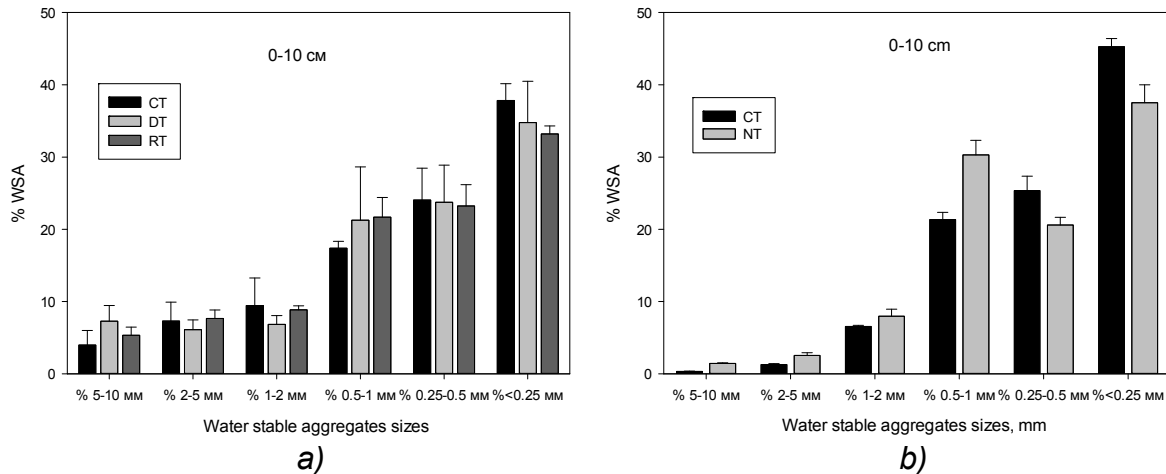 50
40
30
20
10
0
% WSA
0-10 см
CT
DT
RT
% 5-10 мм % 2-5 мм % 1-2 мм % 0.5-1 мм % 0.25-0.5 мм %<0.25 мм
Water stable aggregates sizes
a)
50
40
30
20
10
0
% WSA
0-10 cm
CT
NT
% 5-10 мм % 2-5 мм % 1-2 мм % 0.5-1 мм % 0.25-0.5 мм %<0.25 мм
Water stable aggregates sizes, mm
b)